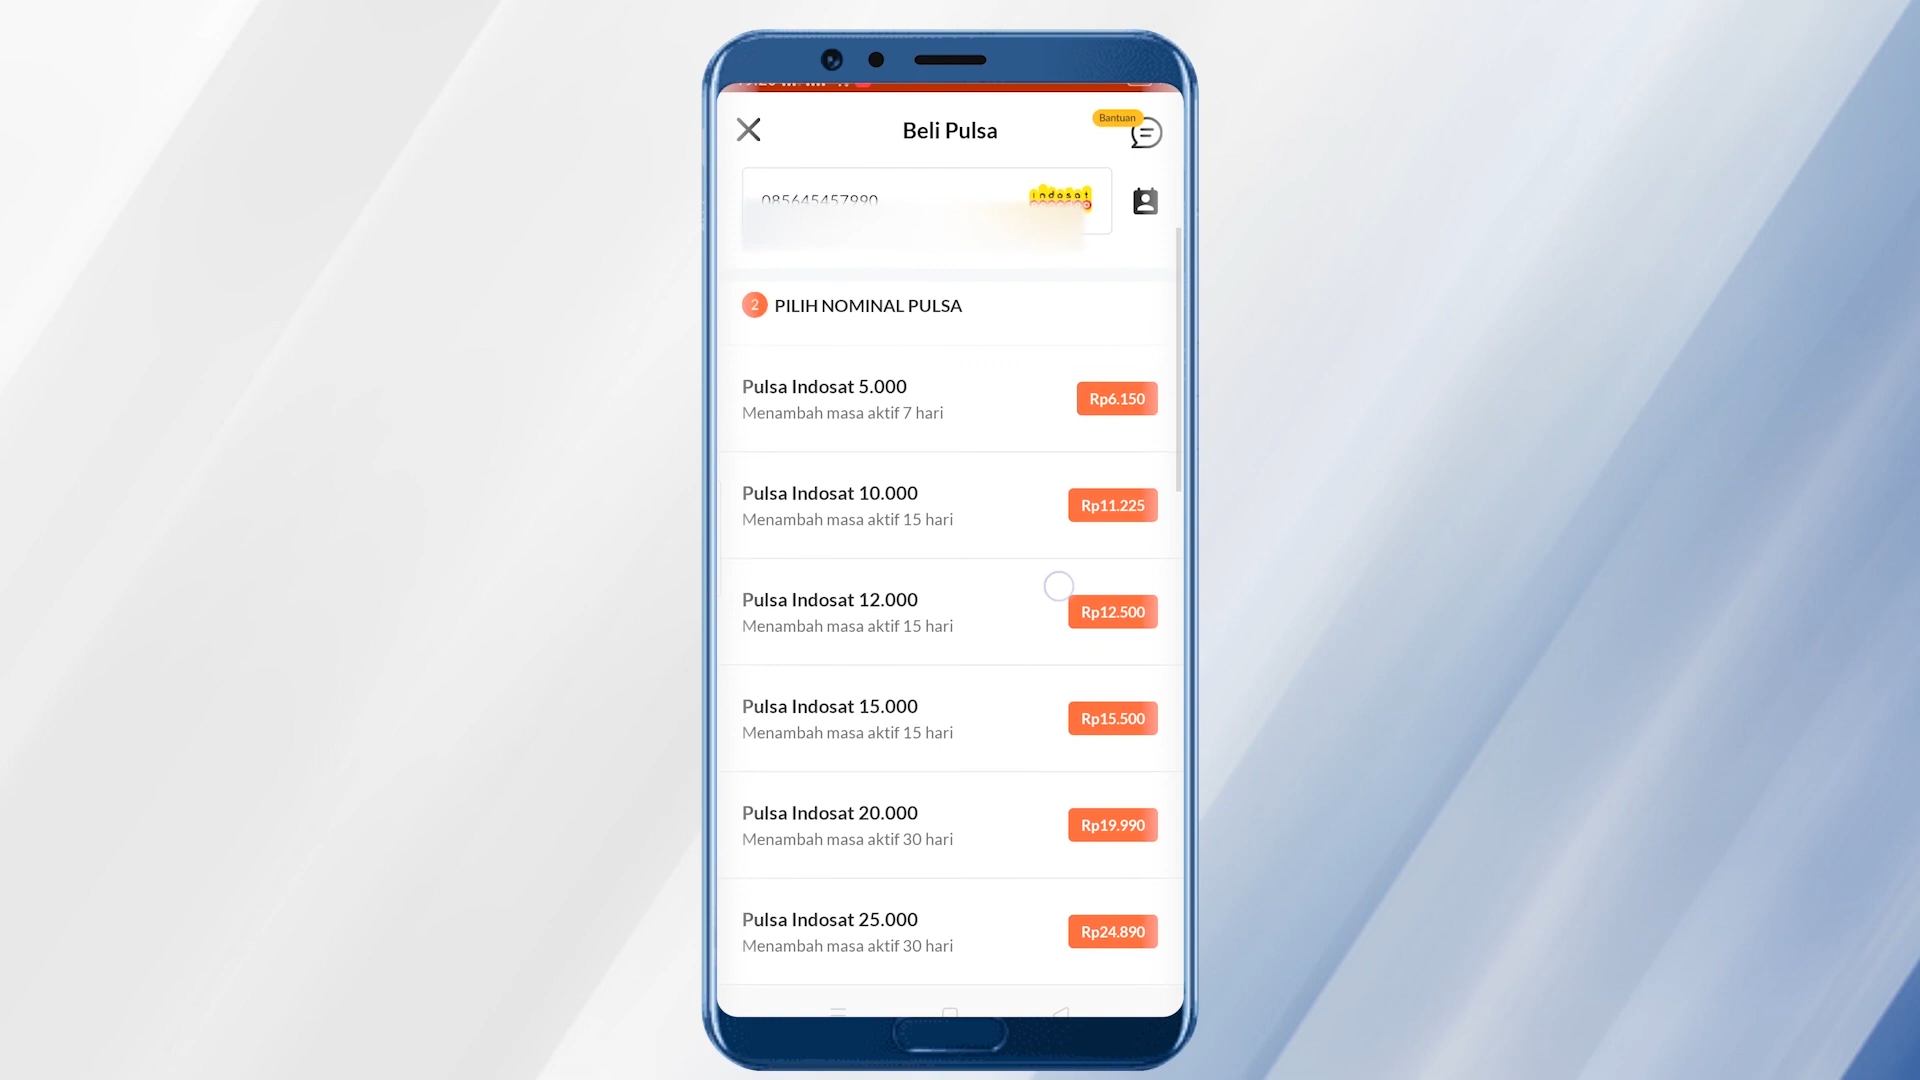 Beli Pulsa
Bantuan
indosat
2 PILIH NOMINAL PULSA
Pulsa Indosat 5.000
Menambah masa aktif 7 hari
Rp6.150
Pulsa Indosat 10.000
Menambah masa aktif 15 hari
Rp11.225
Pulsa Indosat 12.000
Menambah masa aktif 15 hari
Rp12.500
Pulsa Indosat 15.000
Menambah masa aktif 15 hari
Rp15.500
Pulsa Indosat 20.000
Menambah masa aktif 30 hari
Rp19.990
Pulsa Indosat 25.000
Menambah masa aktif 30 hari
Rp24.890